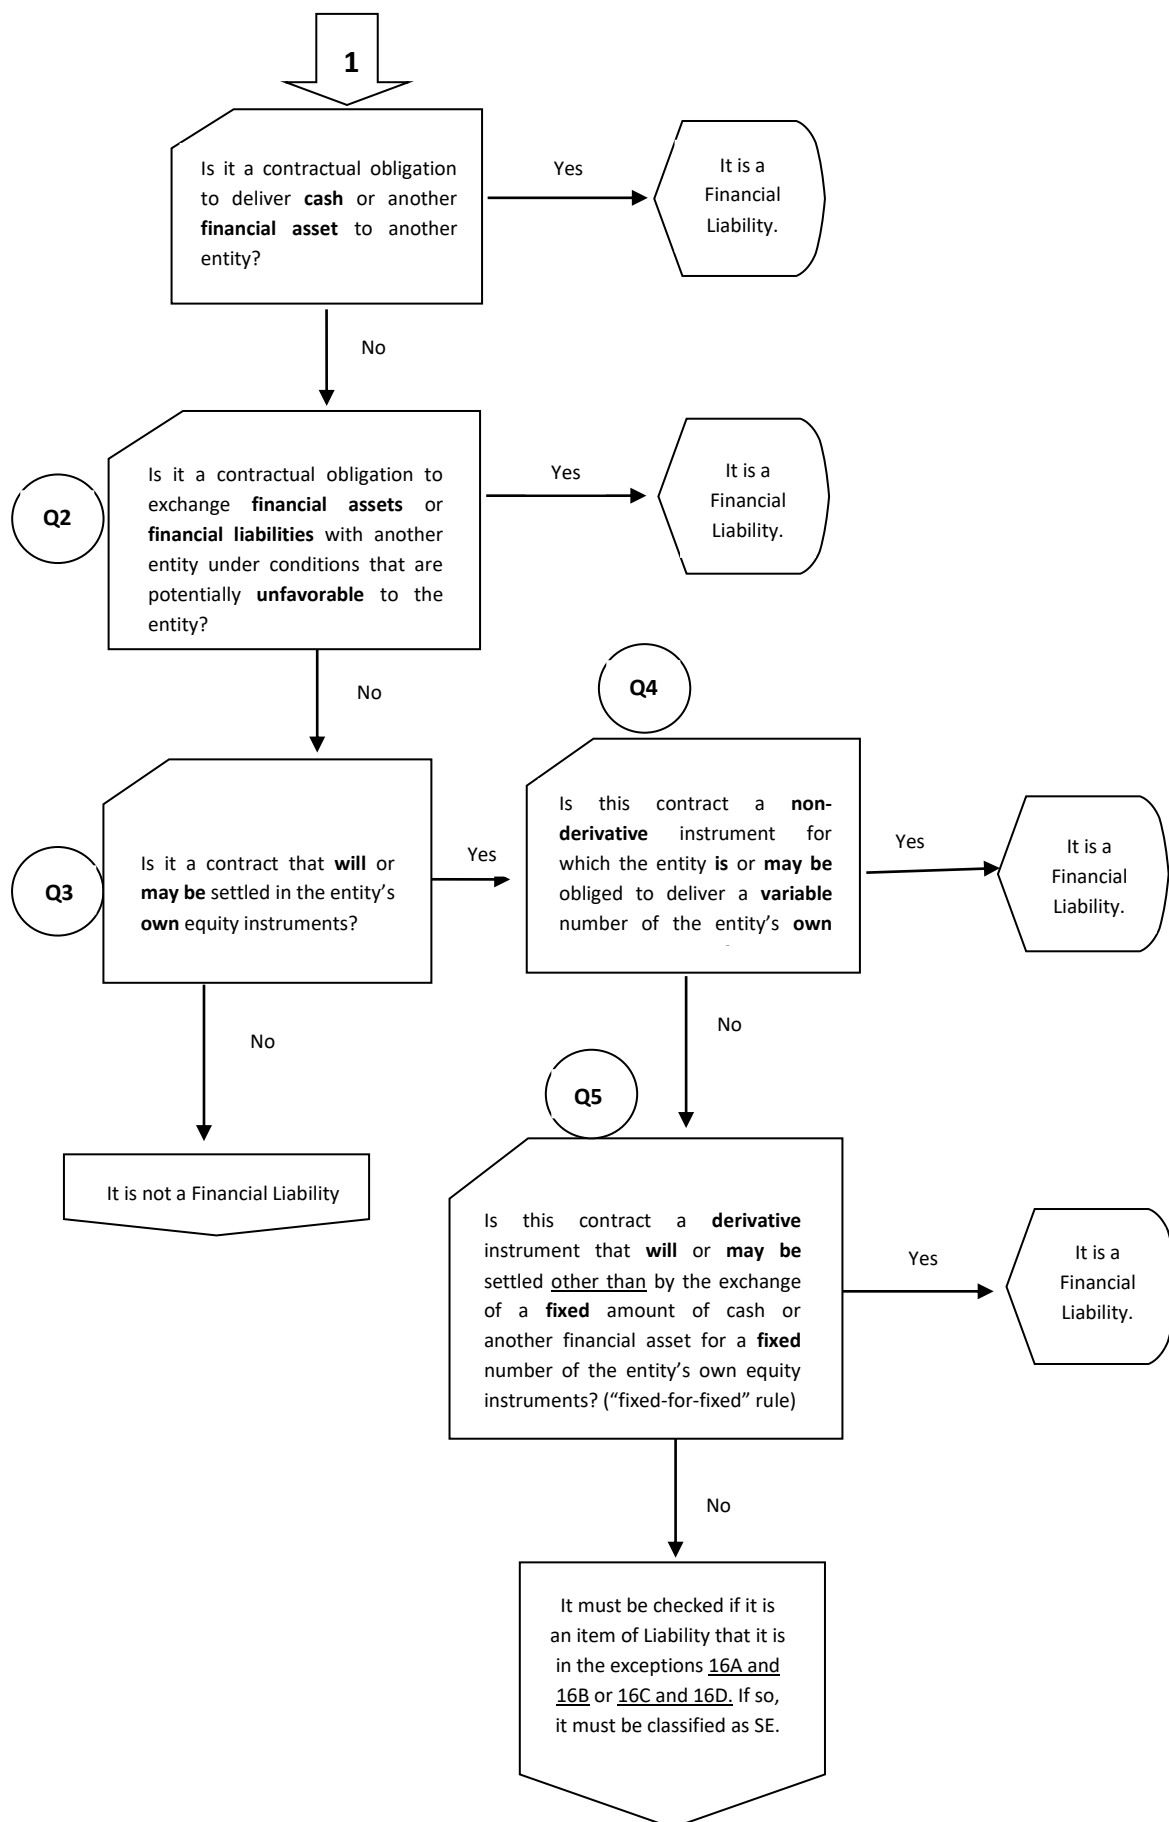 1
Is it a contractual obligation
to deliver cash or another
financial asset to another
entity?
Yes
It is a
Financial
Liability.
No
Q2
Is it a contractual obligation to
exchange financial assets or
financial liabilities with another
entity under conditions that are
potentially unfavorable to the
entity?
Yes
It is a
Financial
Liability.
No
Q3
Is it a contract that will or
may be settled in the entity’s
own equity instruments?
Yes
Q4
Is this contract a non-
derivative instrument for
which the entity is or may be
obliged to deliver a variable
number of the entity’s own
Yes
It is a
Financial
Liability.
No
No
It is not a Financial Liability
Q5
Is this contract a derivative
instrument that will or may be
settled other than by the exchange
of a fixed amount of cash or
another financial asset for a fixed
number of the entity’s own equity
instruments? (“fixed-for-fixed” rule)
Yes
It is a
Financial
Liability.
No
It must be checked if it is
an item of Liability that it is
in the exceptions 16A and
16B or 16C and 16D. If so,
it must be classified as SE.